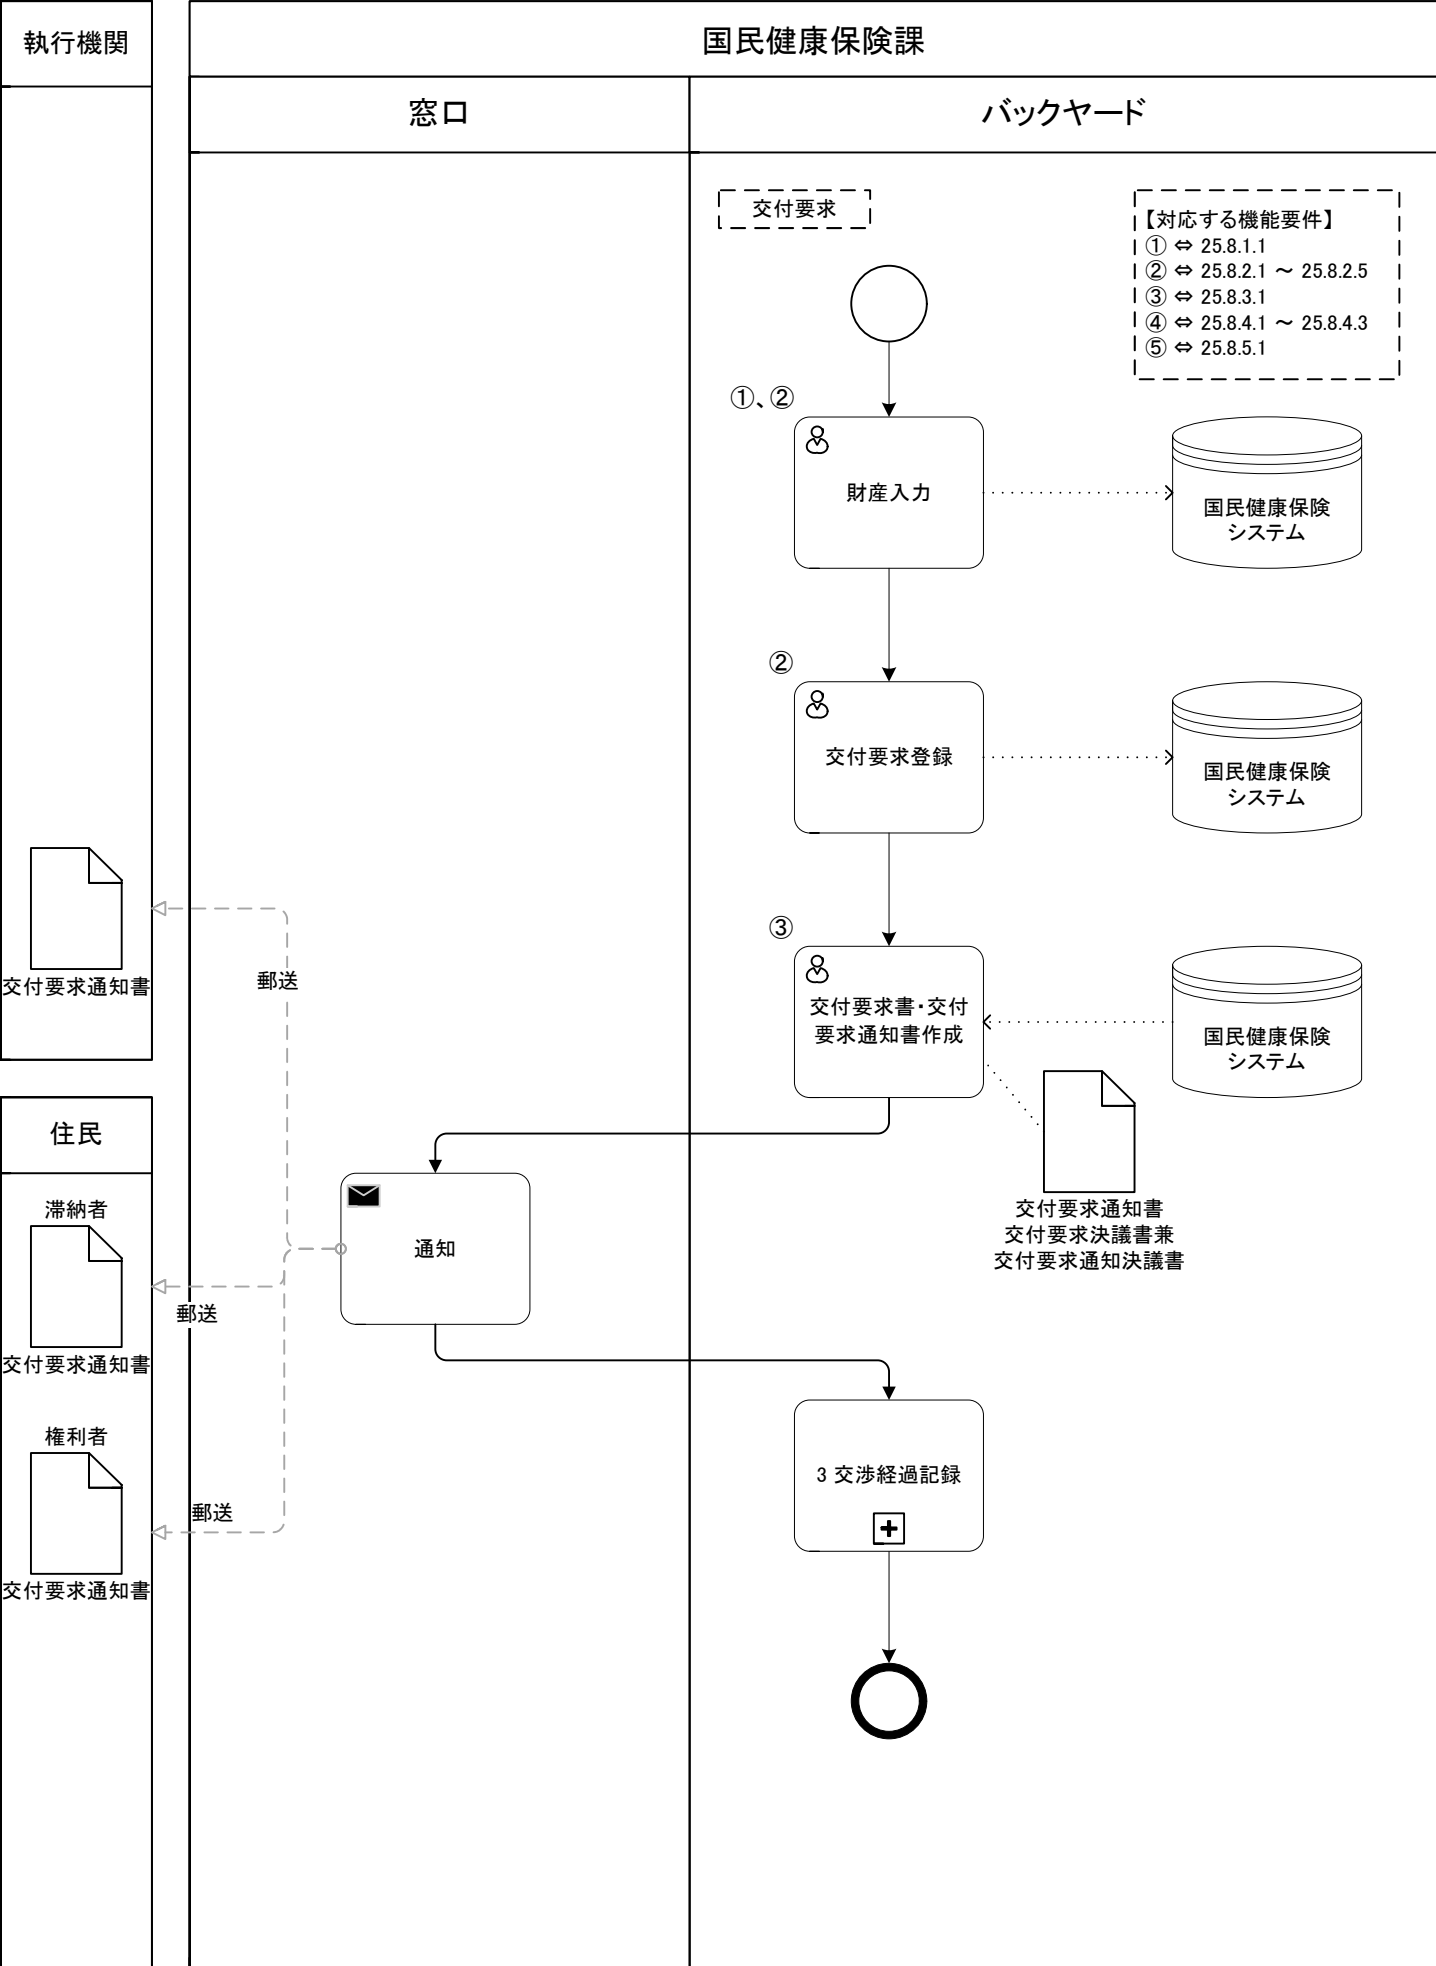 執行機関
国民健康保険課
窓口
バックヤード
交付要求
【対応する機能要件】
① ⇔ 25.8.1.1
② ⇔ 25.8.2.1 ～ 25.8.2.5
③ ⇔ 25.8.3.1
④ ⇔ 25.8.4.1 ～ 25.8.4.3
⑤ ⇔ 25.8.5.1
①、②
財産入力
国民健康保険
システム
②
交付要求登録
国民健康保険
システム
③
交付要求書・交付
要求通知書作成
国民健康保険
システム
交付要求通知書
郵送
住民
滞納者
交付要求通知書
郵送
通知
交付要求通知書
交付要求決議書兼
交付要求通知決議書
権利者
交付要求通知書
郵送
3 交渉経過記録